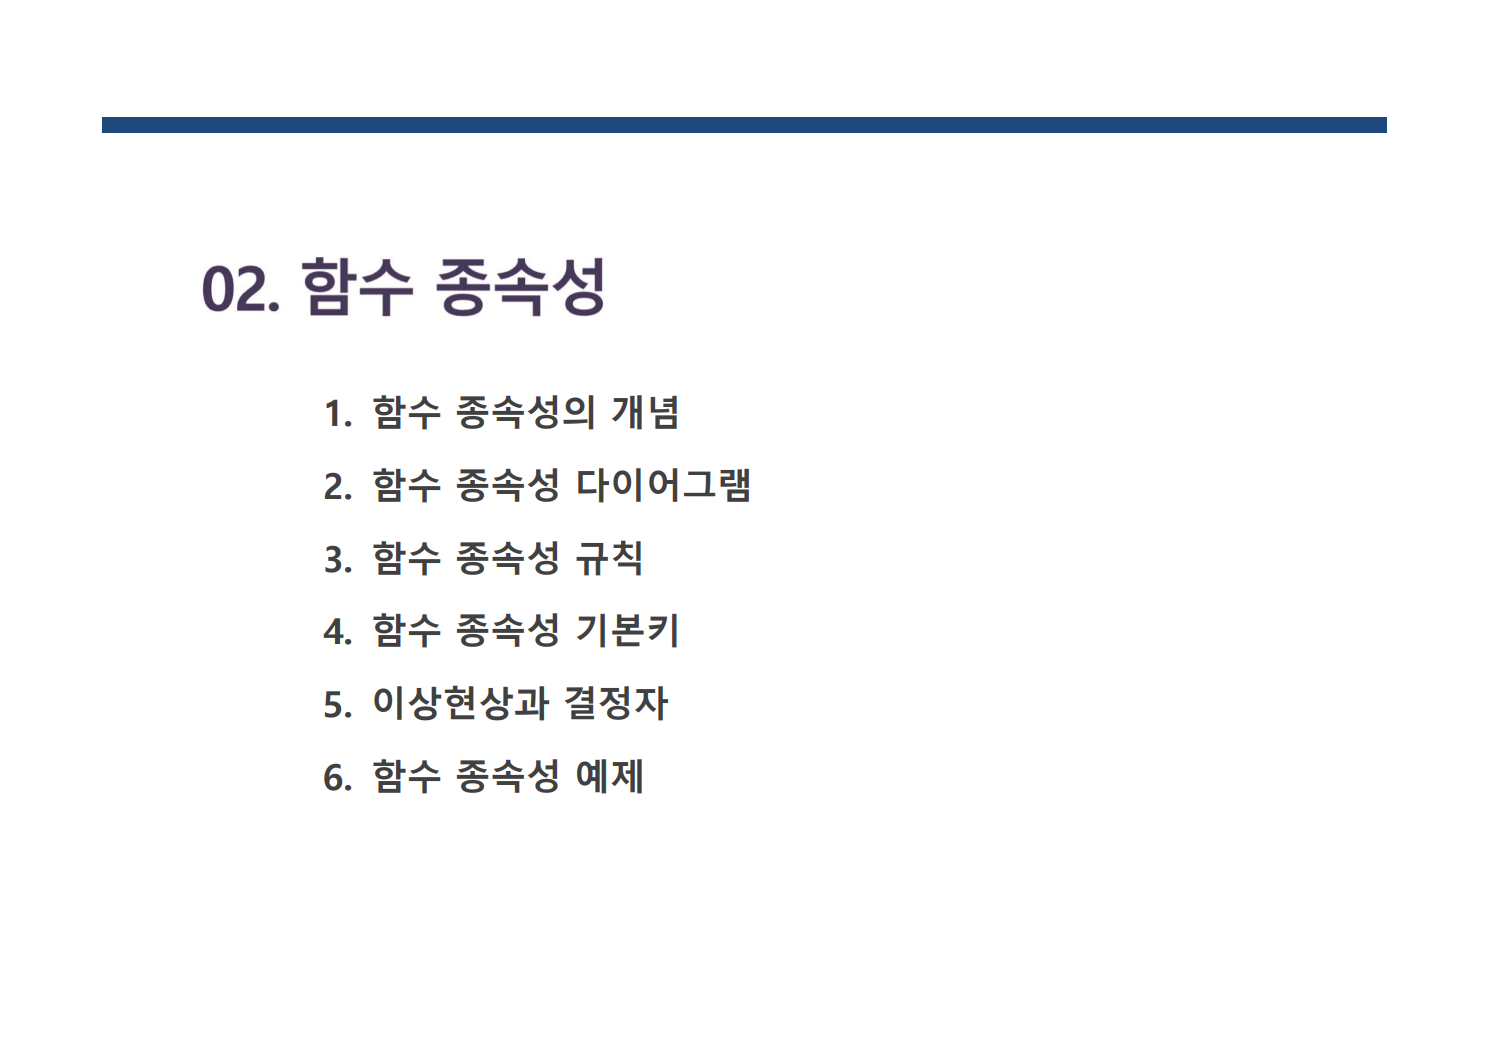 02. 함수 종속성
1. 함수 종속성의 개념
2. 함수 종속성 다이어그램
3. 함수 종속성 규칙
4. 함수 종속성 기본키
5. 이상현상과 결정자
6. 함수 종속성 예제